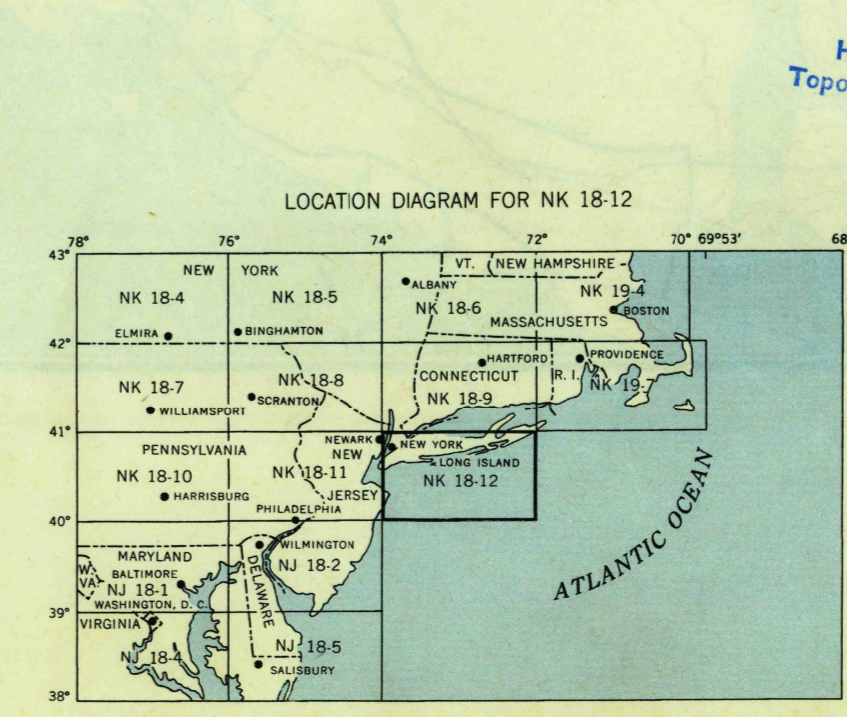 H
Topo
LOCATION DIAGRAM FOR NK 18-12
78° 76° 74° 72° 70° 69°53' 68
43°
NEW YORK
VT. NEW HAMPSHIRE
NK 18-4
NK 18-5
ALBANY
NK 19-4
NK 18-6
BOSTON
MASSACHUSETTS
ELMIRA
BINGHAMTON
42°
HARTFORD
PROVIDENCE
CONNECTICUT
R. I.
NK 19-7
NK 18-7
NK 18-8
SCRANTON
NK 18-9
WILLIAMSPORT
41°
NEWARK
NEW YORK
PENNSYLVANIA
NEW
LONG ISLAND
NK 18-10
NK 18-11
NK 18-12
HARRISBURG
JERSEY
PHILADELPHIA
40°
WILMINGTON
MARYLAND
NJ 18-2
W.
VA.
BALTIMORE
NJ 18-1
DELAWARE
ATLANTIC OCEAN
WASHINGTON, D. C.
39°
VIRGINIA
NJ 18-4
NJ 18-5
SALISBURY
38°